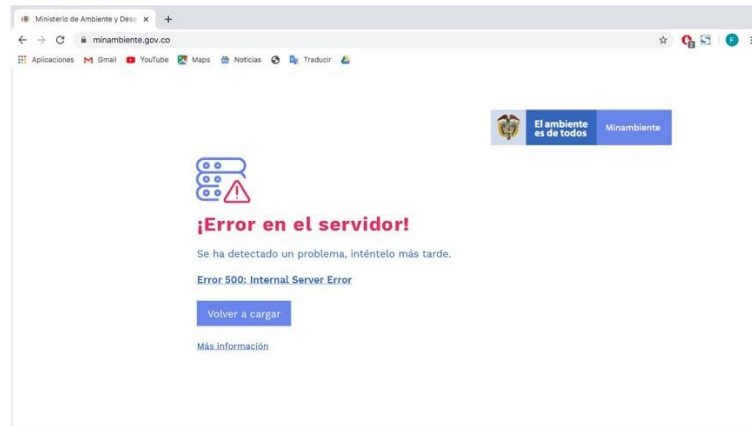 Ministerio de Ambiente y Desa
minambiente.gov.co
Aplicaciones Gmail YouTube Maps Noticias Traducir
El ambiente
es de todos
Minambiente
¡Error en el servidor!
Se ha detectado un problema, inténtelo más tarde.
Error 500: Internal Server Error
Volver a cargar
Más información